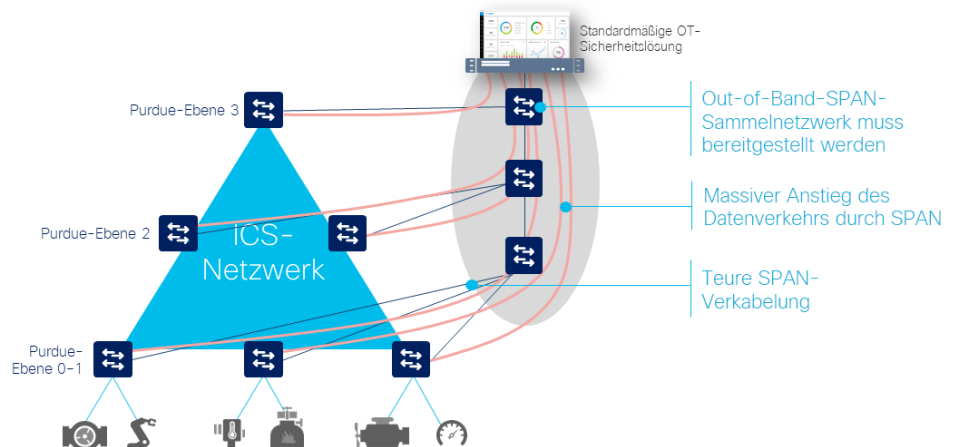 Standardmäßige OT-
Sicherheitslösung
Purdue-Ebene 3
Out-of-Band-SPAN-
Sammelnetzwerk muss
bereitgestellt werden
Massiver Anstieg des
Datenverkehrs durch SPAN
Purdue-Ebene 2
ICS-
Netzwerk
Teure SPAN-
Verkabelung
Purdue-
Ebene 0-1